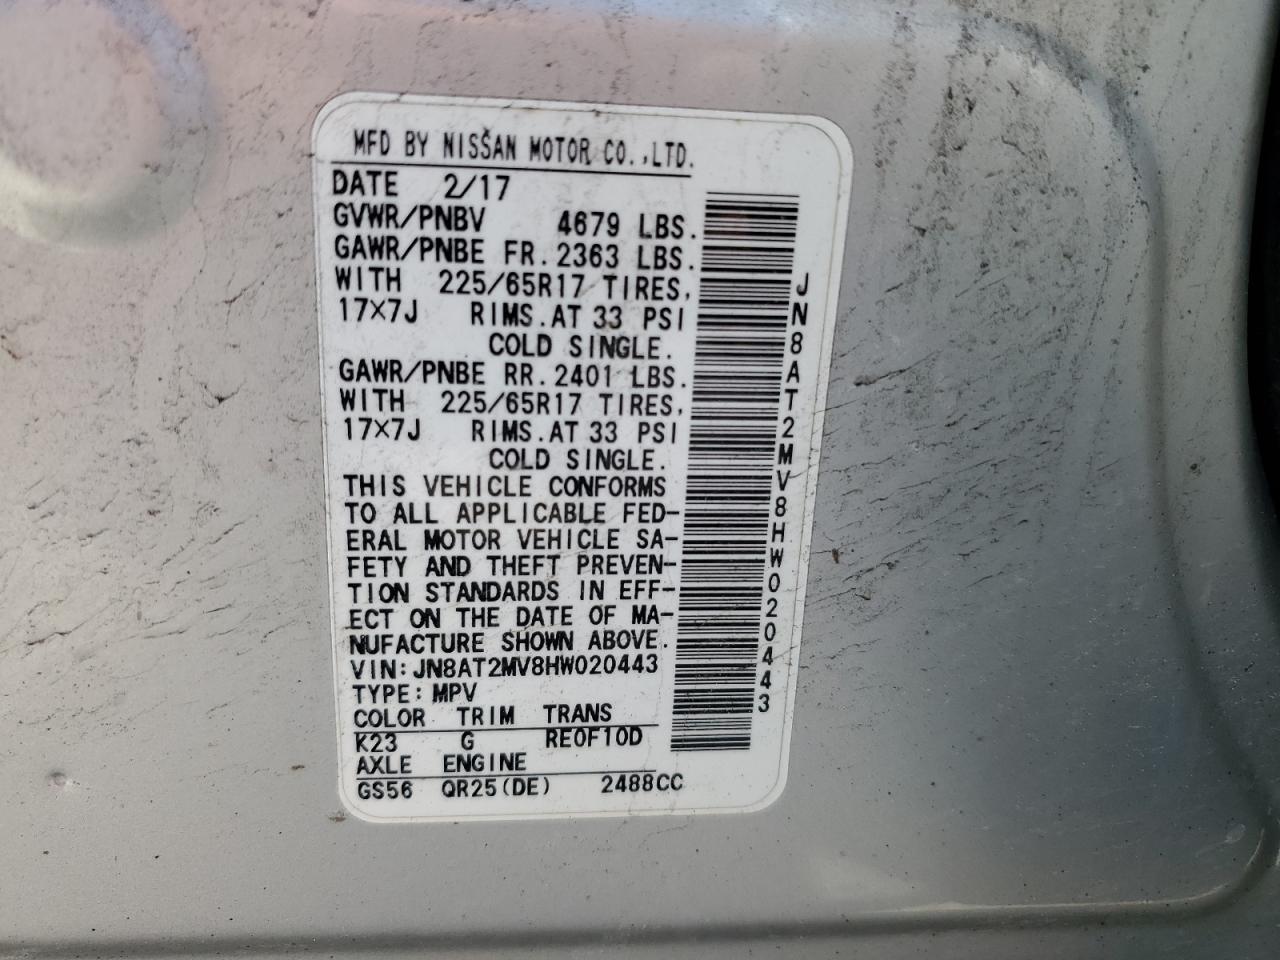 MFD BY NISSAN MOTOR CO.,LTD.
DATE 2/17
GVWR/PNBV 4679 LBS.
GAWR/PNBE FR.2363 LBS.
WITH 225/65R17 TIRES,
17×7J RIMS.AT 33 PSI
COLD SINGLE.
GAWR/PNBE RR.2401 LBS.
WITH 225/65R17 TIRES,
17×7J RIMS.AT 33 PSI
COLD SINGLE.
THIS VEHICLE CONFORMS
TO ALL APPLICABLE FED-
ERAL MOTOR VEHICLE SA-
FETY AND THEFT PREVEN-
TION STANDARDS IN EFF-
ECT ON THE DATE OF MA-
NUFACTURE SHOWN ABOVE.
VIN:JN8AT2MV8HW020443
TYPE:MPV
COLOR TRIM TRANS
K23 G RE0F10D
AXLE ENGINE
GS56 QR25(DE) 2488CC
JN8AT2MV8HW020443